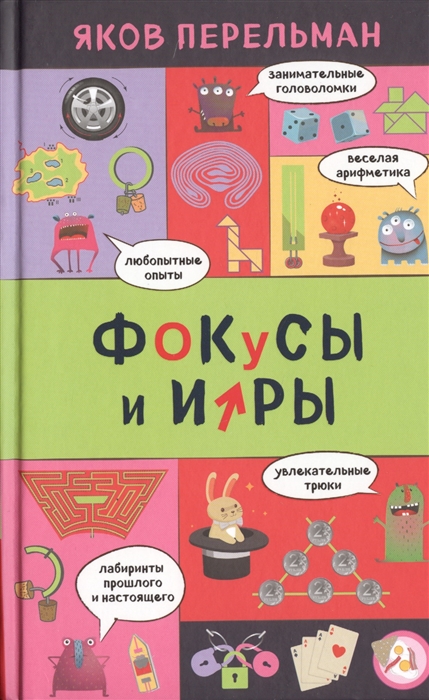 ЯКОВ ПЕРЕЛЬМАН
занимательные
головоломки
веселая
арифметика
любопытные
опыты
ФОКУСЫ
И ИГРЫ
увлекательные
трюки
лабиринты
прошлого
и настоящего